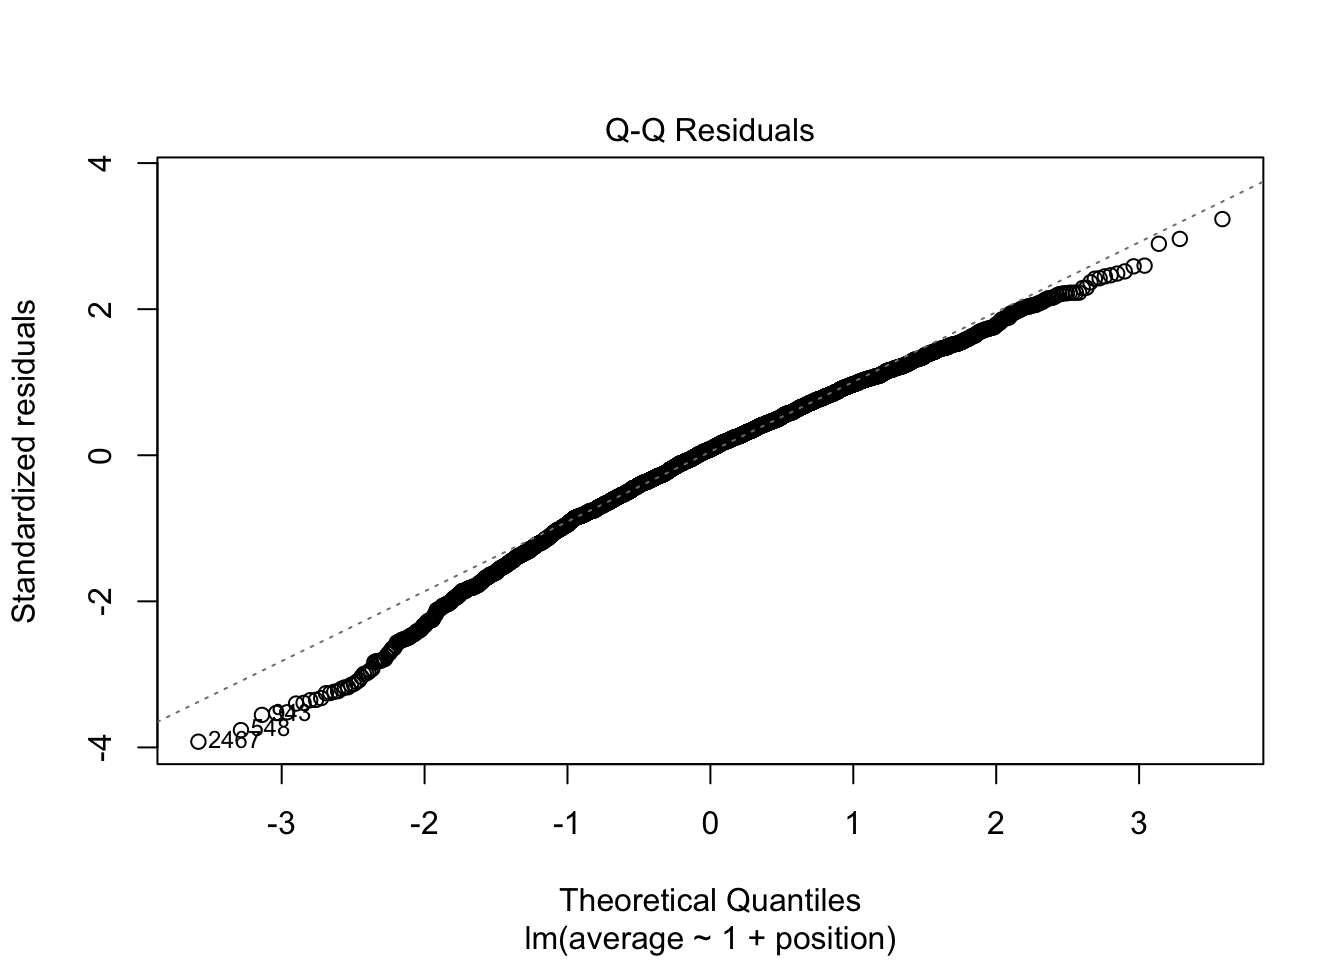 Q-Q Residuals
Standardized residuals
4
2
0
-2
-4
943
548
2467
-3 -2 -1 0 1 2 3
Theoretical Quantiles
lm(average ~ 1 + position)